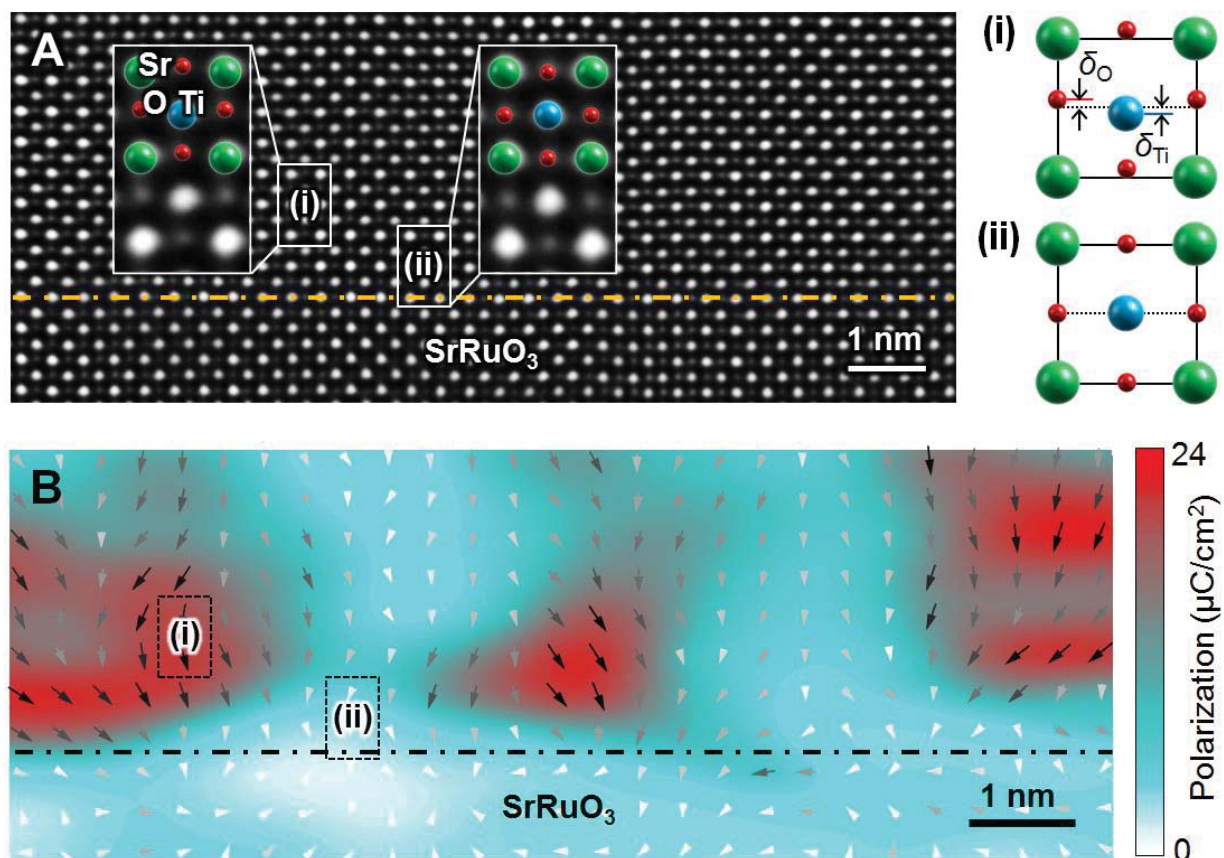 A
Sr
O Ti
(i)
(ii)
SrRuO₃
1 nm
(i)
δO
δTi
(ii)
B
(i)
(ii)
SrRuO₃
1 nm
24
Polarization (μC/cm²)
0